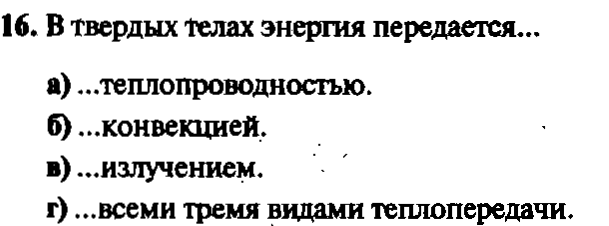 16. В твердых телах энергия передается...
а) ...теплопроводностью.
б) ...конвекцией.
в) ...излучением.
г) ...всеми тремя видами теплопередачи.